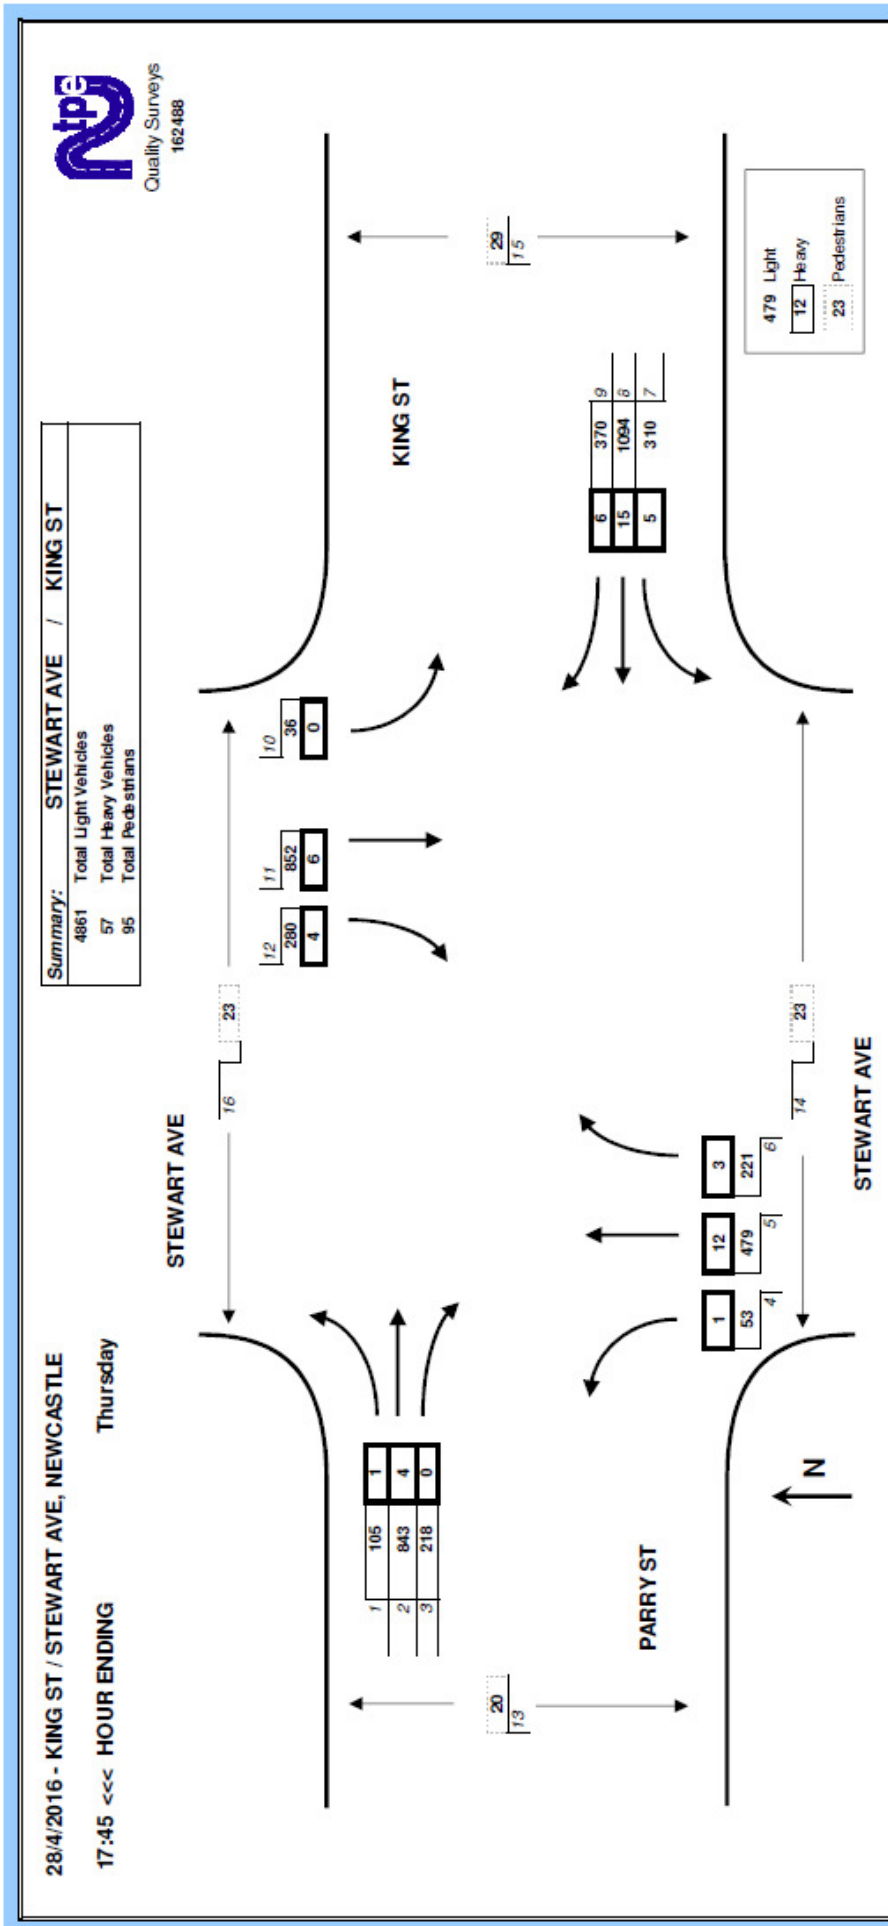 28/4/2016 - KING ST / STEWART AVE, NEWCASTLE
17:45 <<< HOUR ENDING
Thursday
Summary: STEWART AVE / KING ST
4861 Total Light Vehicles
57 Total Heavy Vehicles
95 Total Pedestrians
tpe
Quality Surveys
162488
STEWART AVE
16 23
12 11 10
280 852 36
4 6 0
KING ST
29
15
1 105 1
2 843 4
3 218 0
20
13
PARRY ST
6 370 9
15 1094 8
5 310 7
1 12 3
53 479 221
4 5 6
14 23
STEWART AVE
N
479 Light
12 Heavy
23 Pedestrians